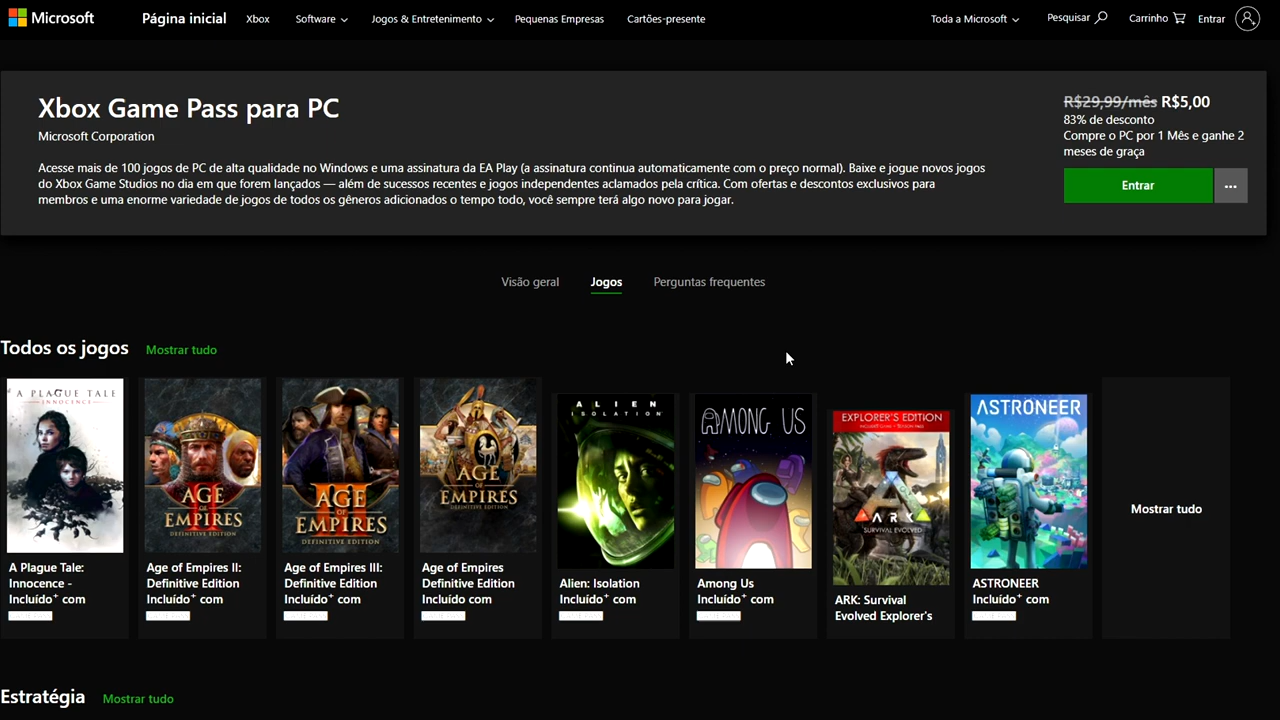 Microsoft
Página inicial
Xbox
Software
Jogos & Entretenimento
Pequenas Empresas
Cartões-presente
Toda a Microsoft
Pesquisar
Carrinho
Entrar
Xbox Game Pass para PC
Microsoft Corporation
Acesse mais de 100 jogos de PC de alta qualidade no Windows e uma assinatura da EA Play (a assinatura continua automaticamente com o preço normal). Baixe e jogue novos jogos
do Xbox Game Studios no dia em que forem lançados — além de sucessos recentes e jogos independentes aclamados pela crítica. Com ofertas e descontos exclusivos para
membros e uma enorme variedade de jogos de todos os gêneros adicionados o tempo todo, você sempre terá algo novo para jogar.
R$29,99/mês R$5,00
83% de desconto
Compre o PC por 1 Mês e ganhe 2
meses de graça
Entrar
...
Visão geral
Jogos
Perguntas frequentes
Todos os jogos
Mostrar tudo
A PLAGUE TALE
INNOCENCE
AGE
OF
EMPIRES
II
DEFINITIVE EDITION
AGE
OF
EMPIRES
III
DEFINITIVE EDITION
AGE
OF
EMPIRES
DEFINITIVE EDITION
ALIEN
ISOLATION
AMONG US
EXPLORER'S EDITION
ARK
SURVIVAL EVOLVED
ASTRONEER
Mostrar tudo
A Plague Tale:
Innocence -
Incluído+ com
Age of Empires II:
Definitive Edition
Incluído+ com
Age of Empires III:
Definitive Edition
Incluído+ com
Age of Empires
Definitive Edition
Incluído com
Alien: Isolation
Incluído+ com
Among Us
Incluído+ com
ARK: Survival
Evolved Explorer's
ASTRONEER
Incluído+ com
Estratégia
Mostrar tudo